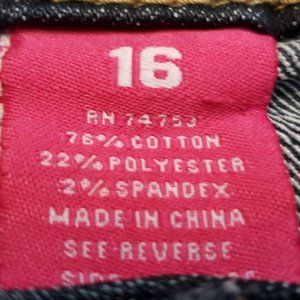 16
RN 74753
76% COTTON
22% POLYESTER
2% SPANDEX
MADE IN CHINA
SEE REVERSE
SIDE